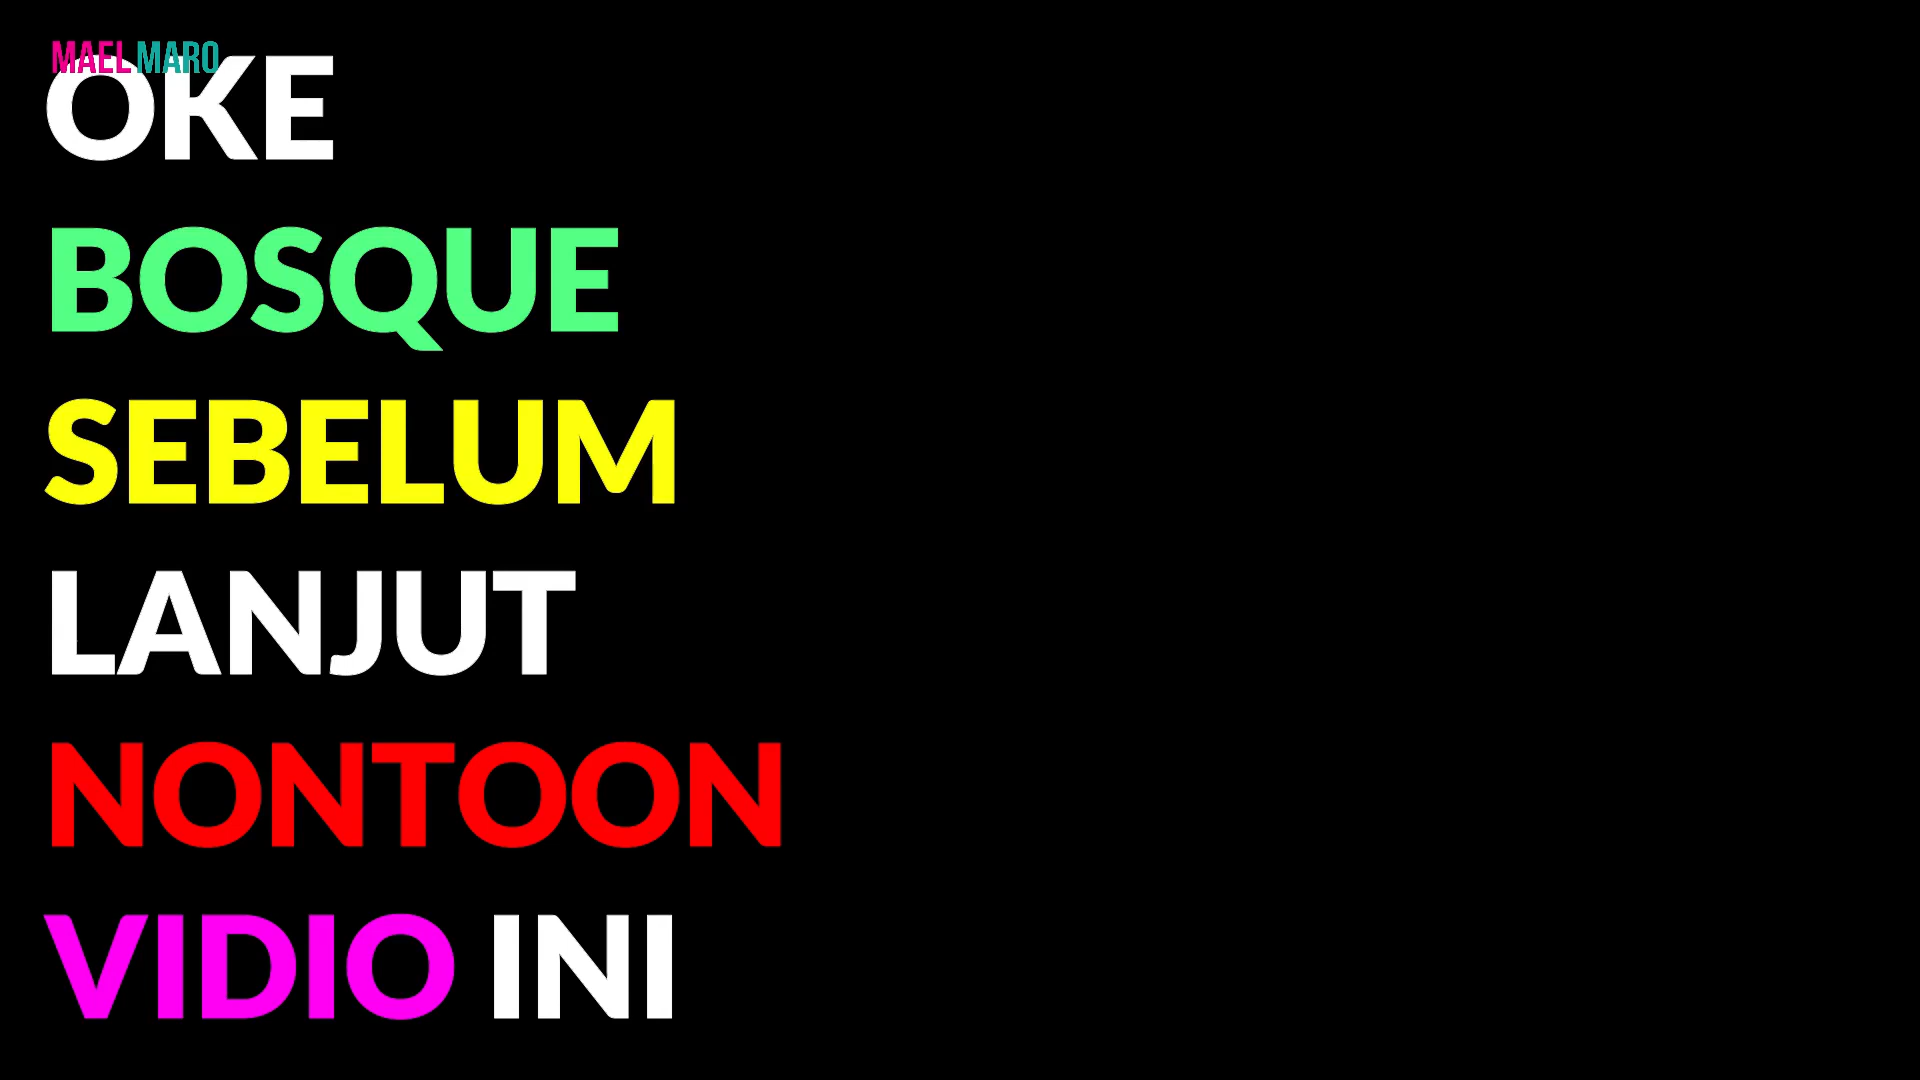 MAEL MARO
OKE
BOSQUE
SEBELUM
LANJUT
NONTOON
VIDIO INI